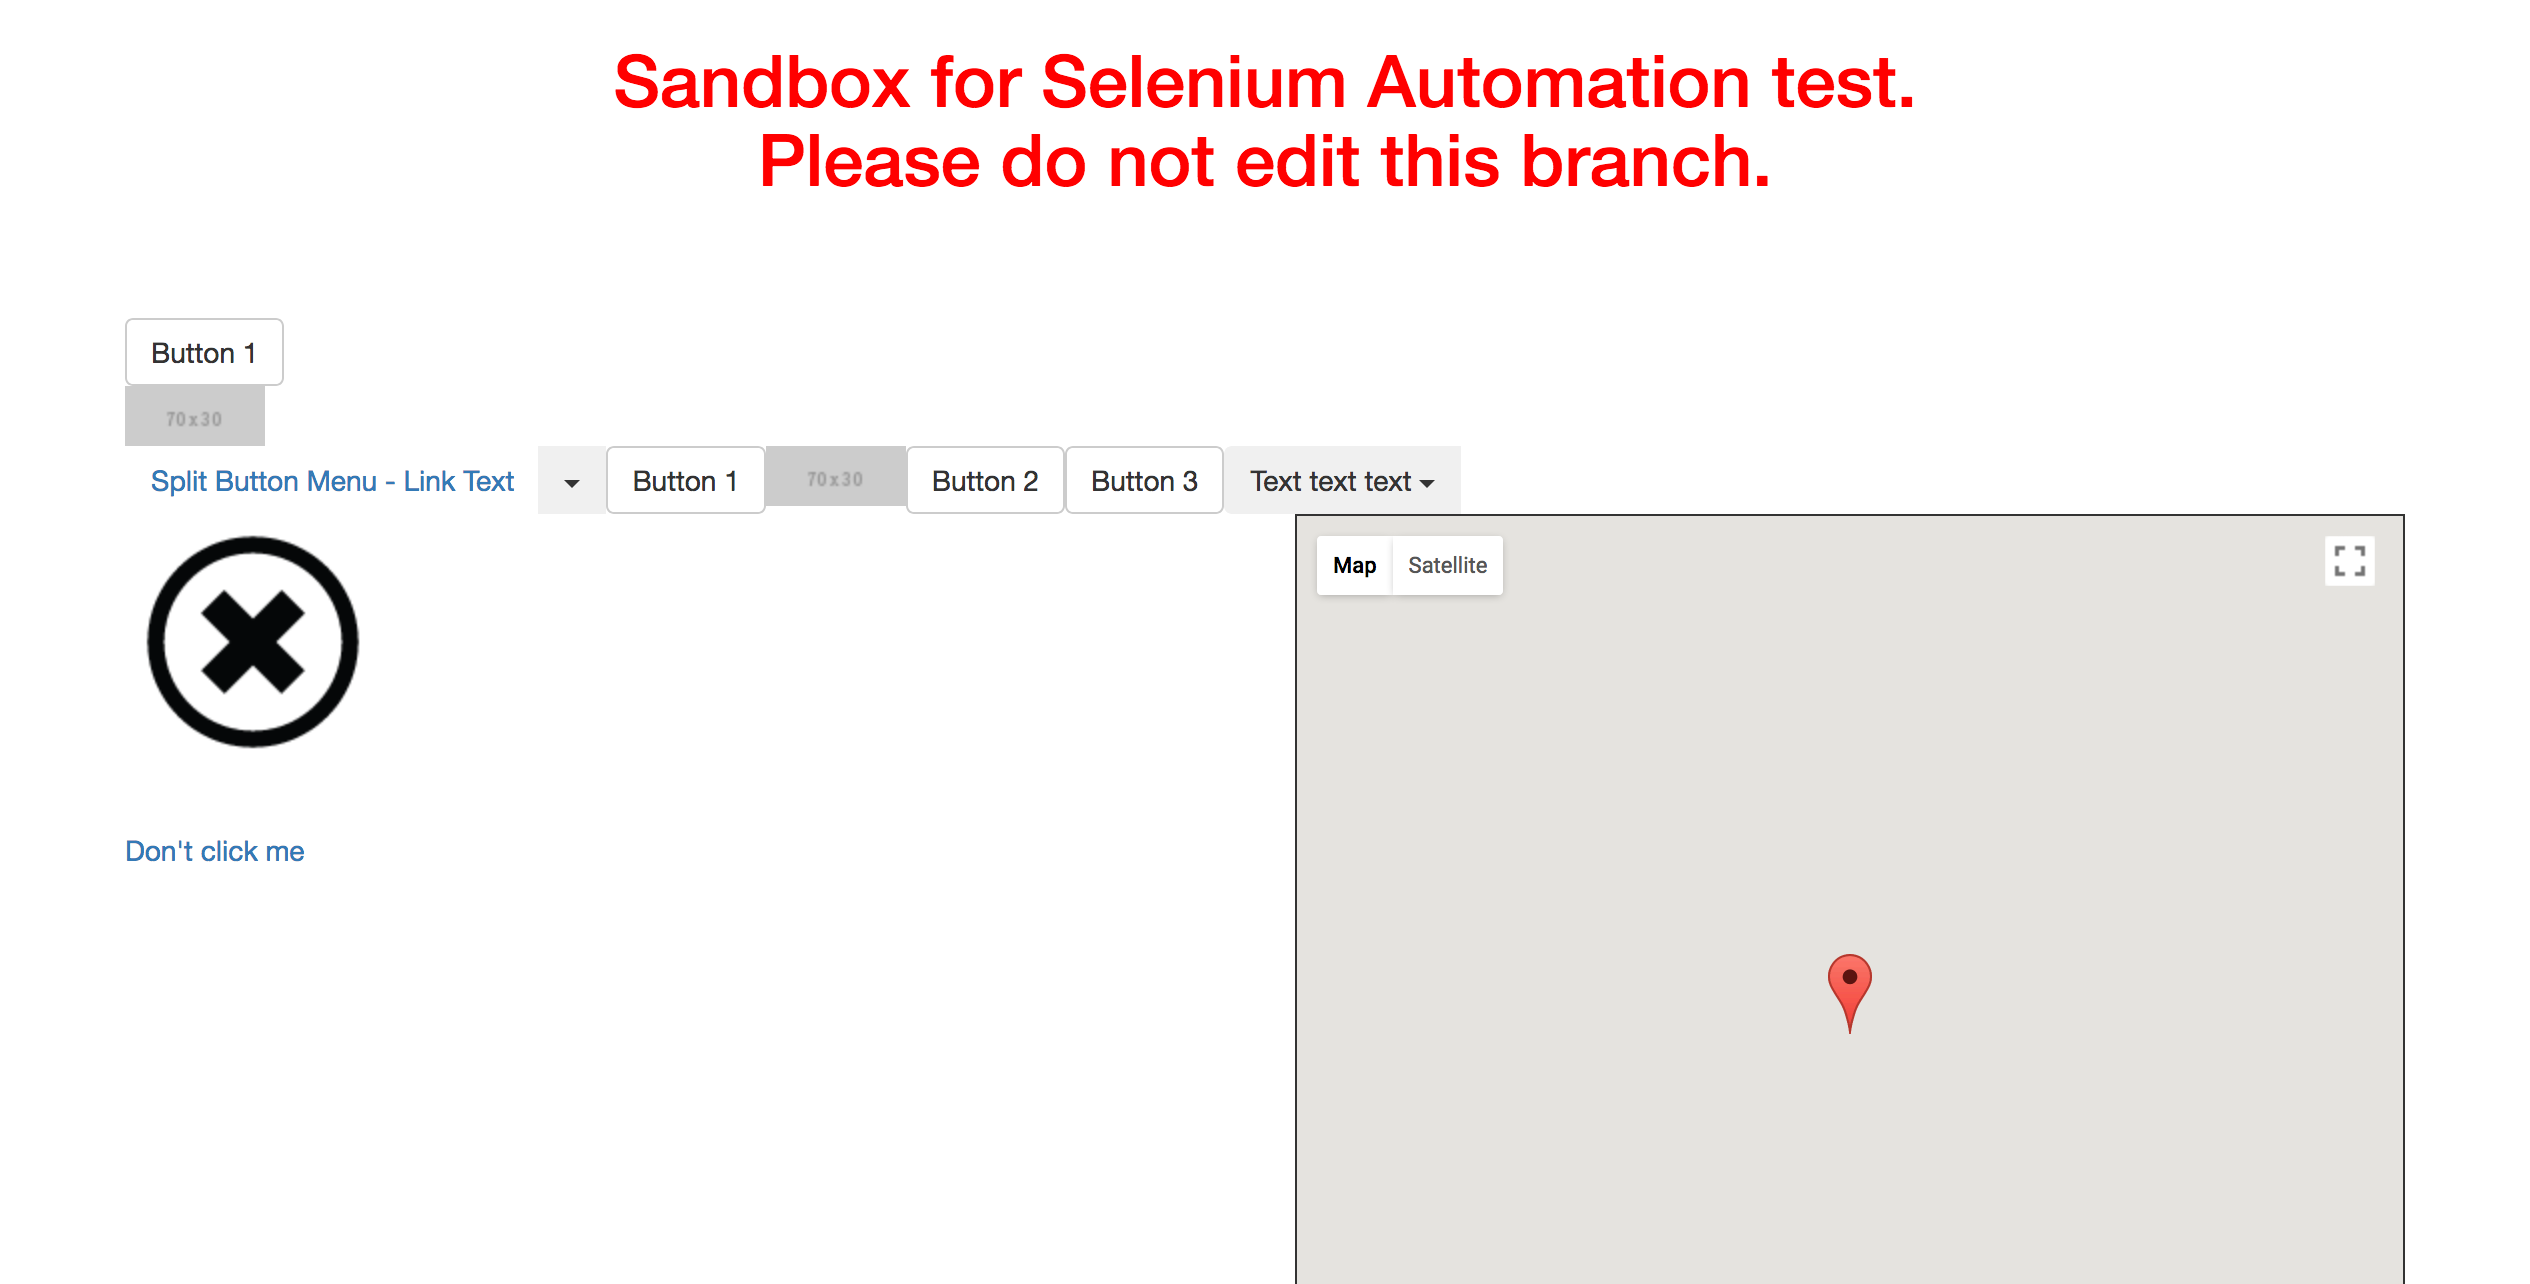 Sandbox for Selenium Automation test.
Please do not edit this branch.
Button 1
70x30
Split Button Menu - Link Text Button 1 70x30 Button 2 Button 3 Text text text
Map Satellite
Don't click me